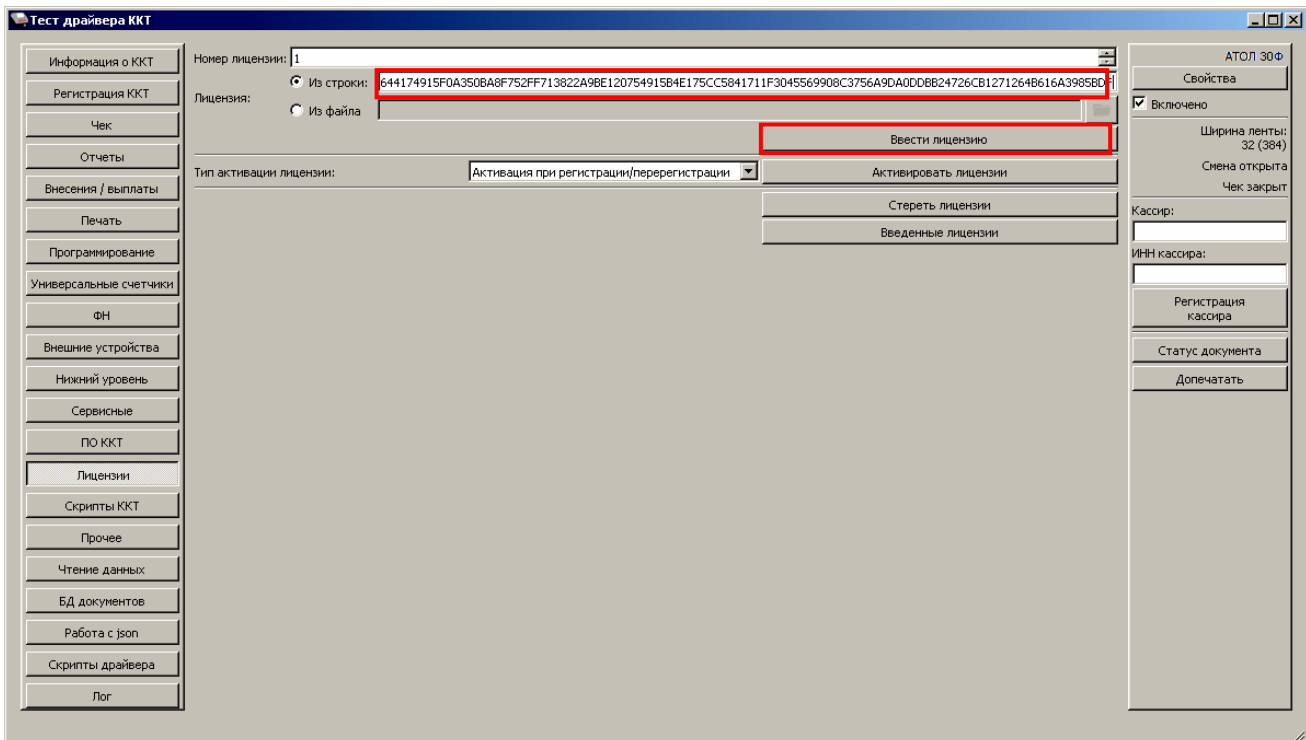 Тест драйвера ККТ
Информация о ККТ
Регистрация ККТ
Чек
Отчеты
Внесения / выплаты
Печать
Программирование
Универсальные счетчики
ФН
Внешние устройства
Нижний уровень
Сервисные
ПО ККТ
Лицензии
Скрипты ККТ
Прочее
Чтение данных
БД документов
Работа с json
Скрипты драйвера
Лог
Номер лицензии: 1
Лицензия:
Из строки: 644174915F0A350BA8F752FF713822A9BE120754915B4E175CC5841711F3045569908C3756A9DA0DDBB24726CB1271264B616A3985BDF
Из файла
Ввести лицензию
Тип активации лицензии: Активация при регистрации/перерегистрации
Активировать лицензии
Стереть лицензии
Введенные лицензии
АТОЛ 30Ф
Свойства
Включено
Ширина ленты:
32 (384)
Смена открыта
Чек закрыт
Кассир:
ИНН кассира:
Регистрация
кассира
Статус документа
Допечатать